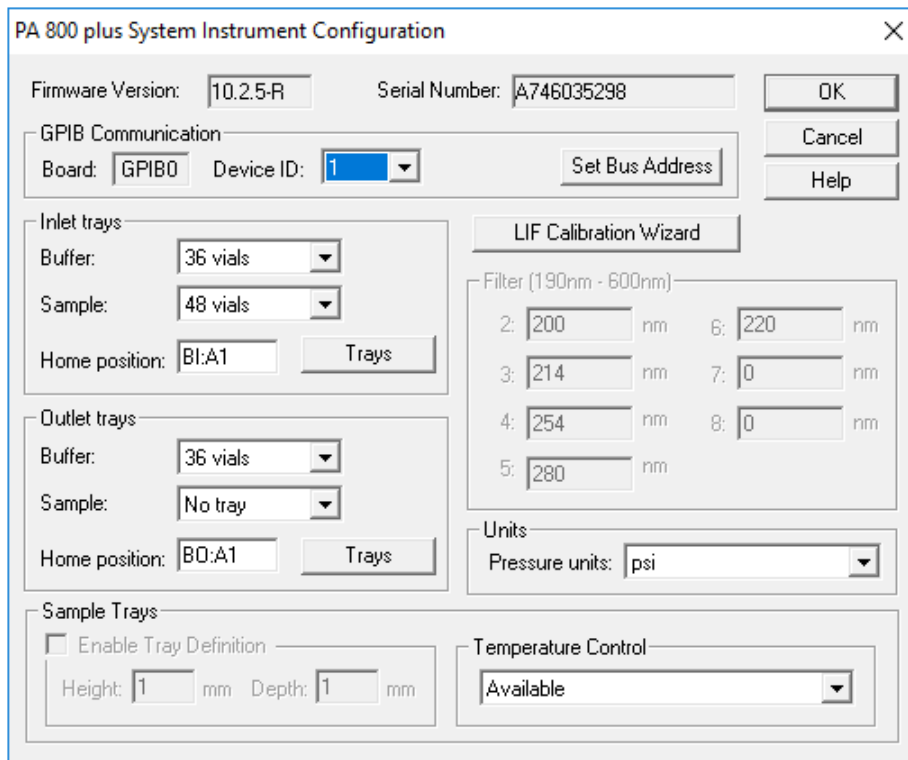 PA 800 plus System Instrument Configuration
Firmware Version: 10.2.5-R Serial Number: A746035298 OK
GPIB Communication Cancel
Board: GPIB0 Device ID: 1 Set Bus Address Help
Inlet trays LIF Calibration Wizard
Buffer: 36 vials
Sample: 48 vials
Home position: BI:A1 Trays
Filter (190nm - 600nm)
2: 200 nm 6: 220 nm
3: 214 nm 7: 0 nm
4: 254 nm 8: 0 nm
5: 280 nm
Outlet trays
Buffer: 36 vials
Sample: No tray
Home position: BO:A1 Trays
Units
Pressure units: psi
Sample Trays
Enable Tray Definition
Height: 1 mm Depth: 1 mm
Temperature Control
Available